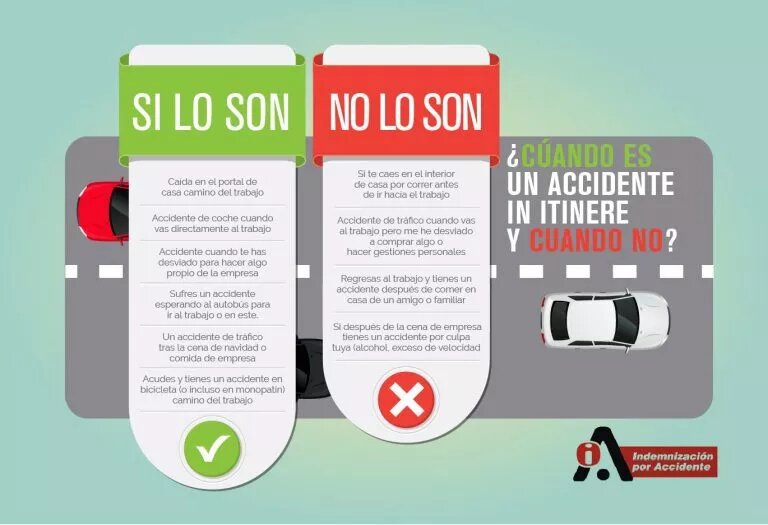 SI LO SON
Caída en el portal de
casa camino del trabajo
Accidente de coche cuando
vas directamente al trabajo
Accidente cuando te has
desviado para hacer algo
propio de la empresa
Sufres un accidente
esperando al autobús para
ir al trabajo o en este.
Un accidente de tráfico
tras la cena de navidad o
comida de empresa
Acudes y tienes un accidente en
bicicleta (o incluso en monopatín)
camino del trabajo
NO LO SON
Si te caes en el interior
de casa por correr antes
de ir hacia el trabajo
Accidente de tráfico cuando vas
al trabajo pero me he desviado
a comprar algo o
hacer gestiones personales
Regresas al trabajo y tienes un
accidente después de comer en
casa de un amigo o familiar
Si después de la cena de empresa
tienes un accidente por culpa
tuya (alcohol, exceso de velocidad
¿CÚANDO ES
UN ACCIDENTE
IN ITINERE
Y CUANDO NO?
iA
Indemnización
por Accidente